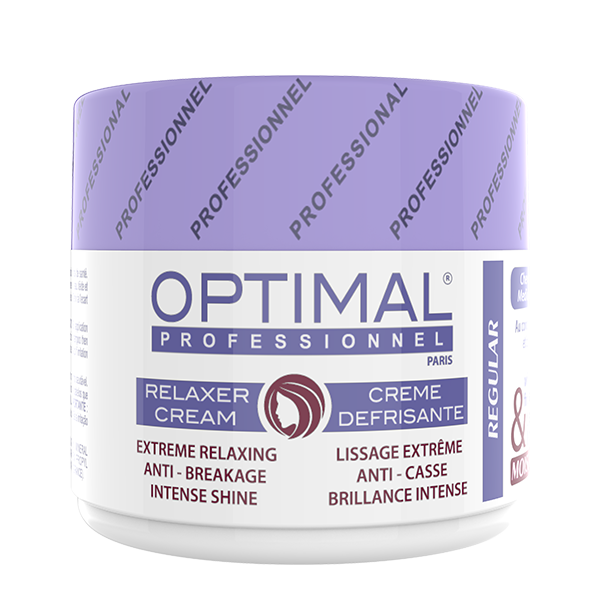 PROFESSIONAL
PROFESSIONNEL
PROFESSIONAL
PROFESSIONNEL
PROFESSIONAL
PROFESSIONNEL
OPTIMAL®
PROFESSIONNEL
PARIS
RELAXER
CREAM
CREME
DEFRISANTE
EXTREME RELAXING
ANTI - BREAKAGE
INTENSE SHINE
LISSAGE EXTRÊME
ANTI - CASSE
BRILLANCE INTENSE
REGULAR
&